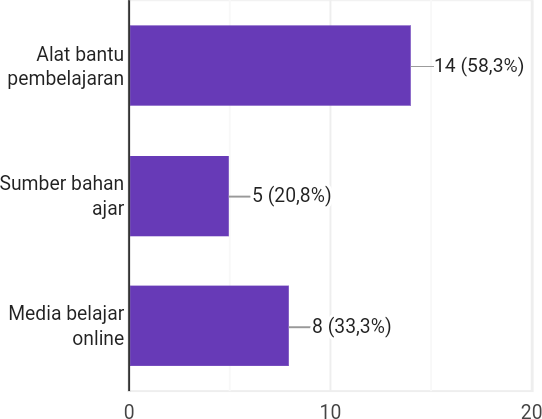 Alat bantu
pembelajaran
14 (58,3%)
Sumber bahan
ajar
5 (20,8%)
Media belajar
online
8 (33,3%)
0
10
20